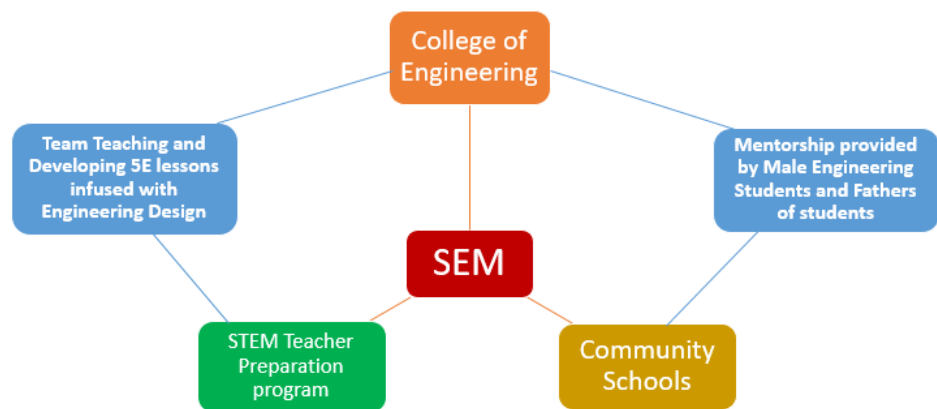 College of
Engineering
Team Teaching and
Developing 5E lessons
infused with
Engineering Design
Mentorship provided
by Male Engineering
Students and Fathers
of students
SEM
STEM Teacher
Preparation
program
Community
Schools